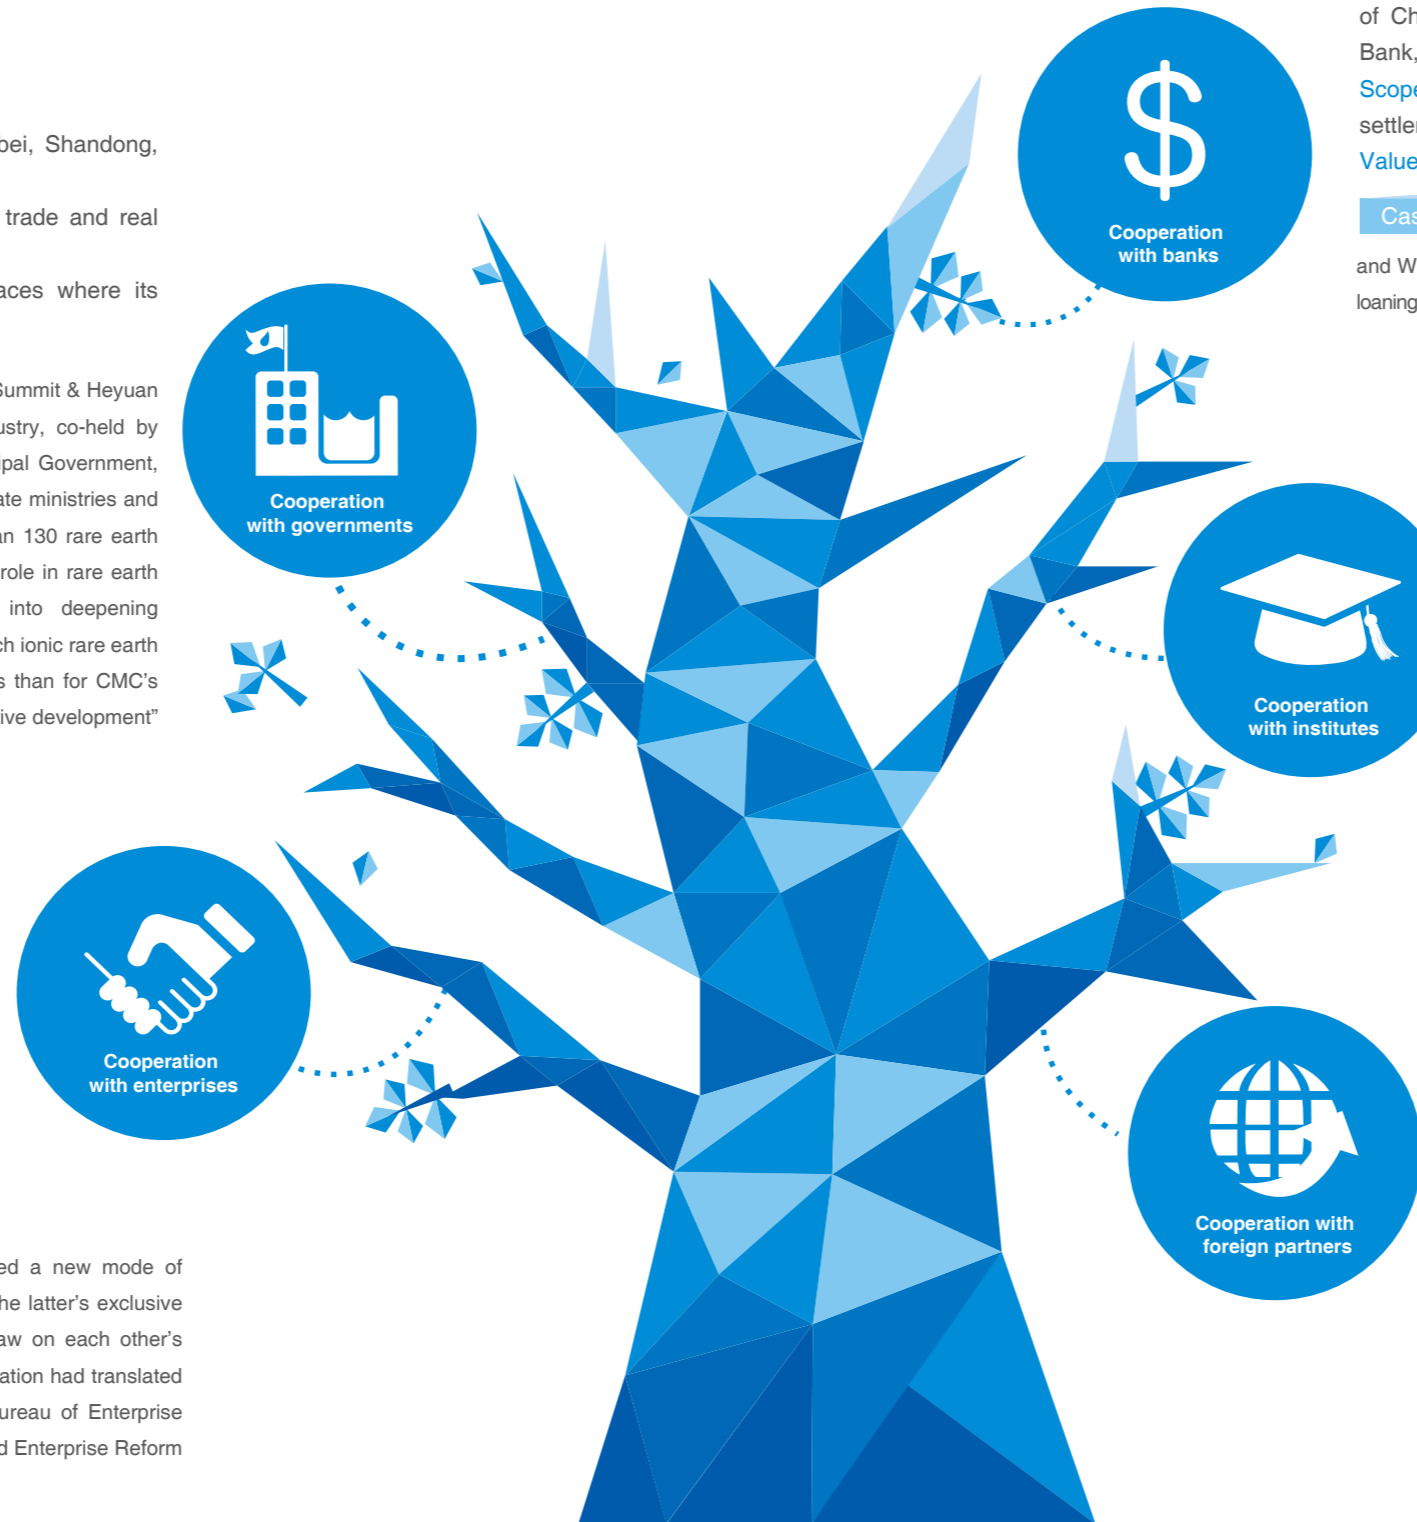 bei, Shandong,
trade and real
aces where its
Summit & Heyuan
ustry, co-held by
ipal Government,
ate ministries and
an 130 rare earth
role in rare earth
into deepening
ch ionic rare earth
s than for CMC's
tive development”
Cooperation
with governments
Cooperation
with enterprises
ed a new mode of
he latter’s exclusive
aw on each other’s
ation had translated
ureau of Enterprise
d Enterprise Reform
Cooperation
with banks
Cooperation
with institutes
Cooperation with
foreign partners
of Ch
Bank,
Scope
settler
Value
Cas
and W
loaning